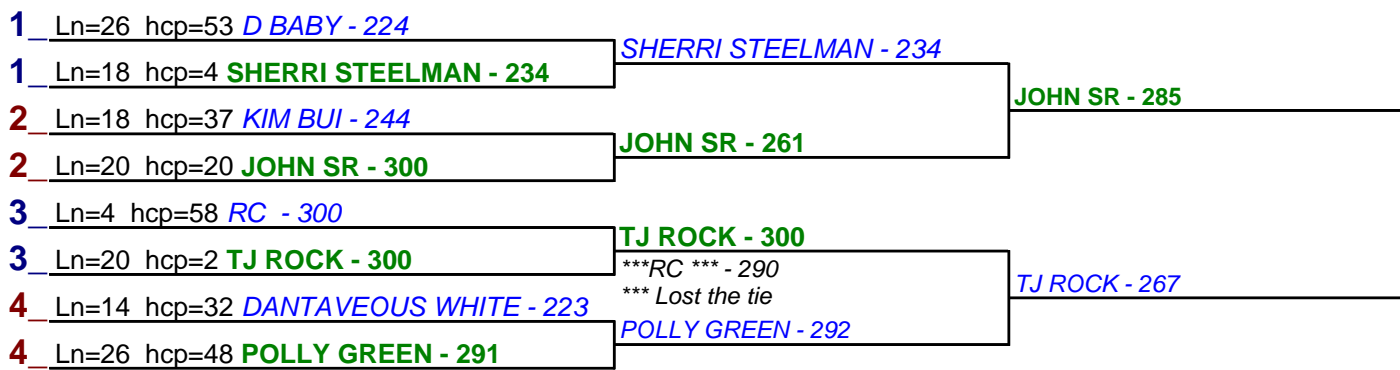 1_ Ln=26 hcp=53 D BABY - 224
SHERRI STEELMAN - 234
1_ Ln=18 hcp=4 SHERRI STEELMAN - 234
JOHN SR - 285
2_ Ln=18 hcp=37 KIM BUI - 244
JOHN SR - 261
2_ Ln=20 hcp=20 JOHN SR - 300
3_ Ln=4 hcp=58 RC - 300
TJ ROCK - 300
3_ Ln=20 hcp=2 TJ ROCK - 300
***RC *** - 290
*** Lost the tie
TJ ROCK - 267
4_ Ln=14 hcp=32 DANTAVEOUS WHITE - 223
POLLY GREEN - 292
4_ Ln=26 hcp=48 POLLY GREEN - 291